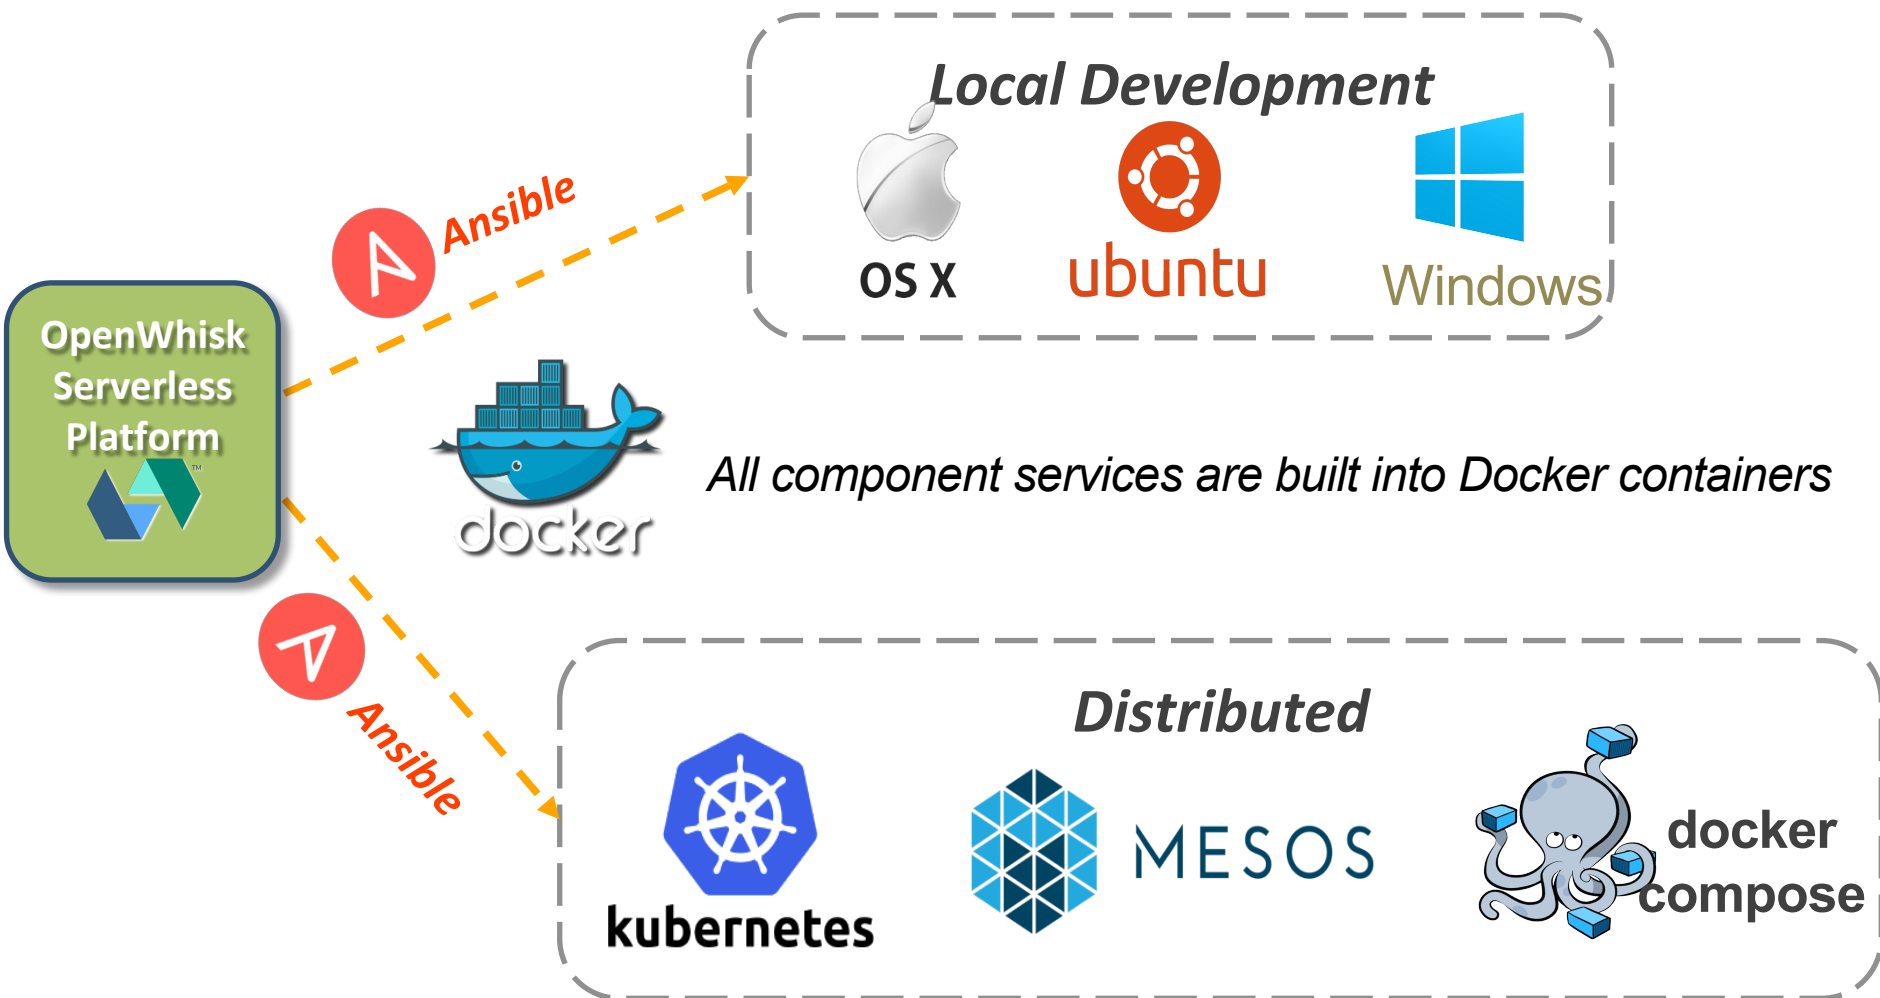 Local Development
OS X
ubuntu
Windows
Ansible
OpenWhisk
Serverless
Platform
TM
docker
All component services are built into Docker containers
Ansible
Distributed
kubernetes
MESOS
docker
compose